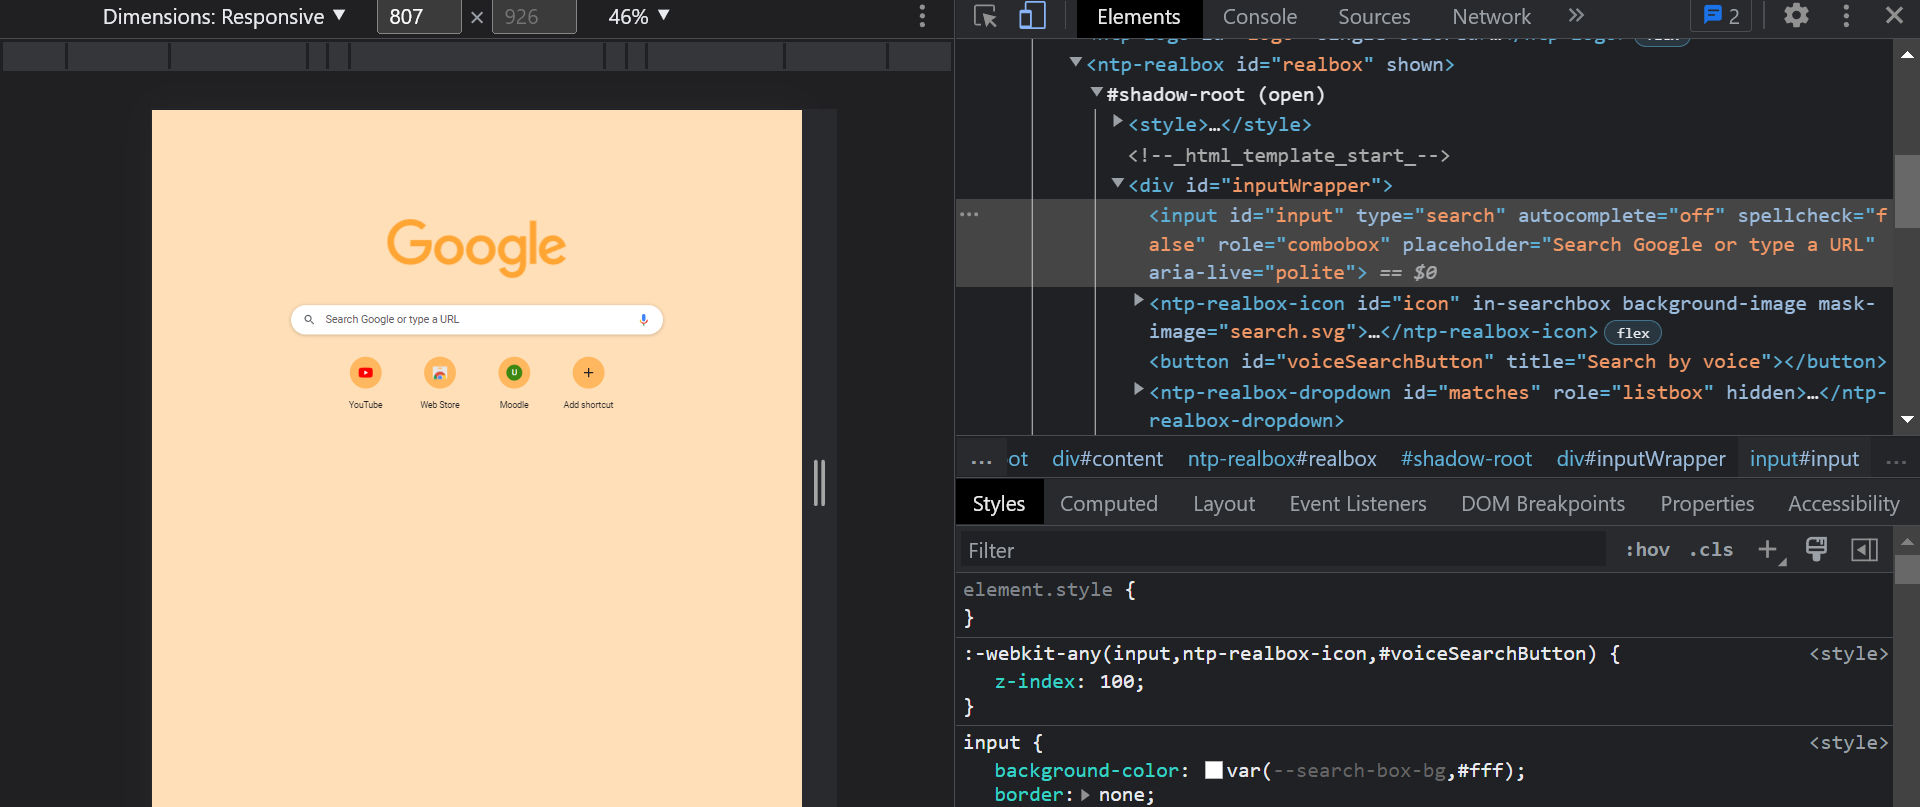 Dimensions: Responsive ▼ 807 × 926 46% ▼
Google
Search Google or type a URL
YouTube Web Store Moodle Add shortcut
U
Elements Console Sources Network » 2
<ntp-realbox id="realbox" shown>
#shadow-root (open)
<style>…</style>
<!--_html_template_start_-->
<div id="inputWrapper">
<input id="input" type="search" autocomplete="off" spellcheck="f
alse" role="combobox" placeholder="Search Google or type a URL"
aria-live="polite"> == $0
<ntp-realbox-icon id="icon" in-searchbox background-image mask-
image="search.svg">…</ntp-realbox-icon> flex
<button id="voiceSearchButton" title="Search by voice"></button>
<ntp-realbox-dropdown id="matches" role="listbox" hidden>…</ntp-
realbox-dropdown>
… ot div#content ntp-realbox#realbox #shadow-root div#inputWrapper input#input …
Styles Computed Layout Event Listeners DOM Breakpoints Properties Accessibility
Filter :hov .cls
element.style {
}
:-webkit-any(input,ntp-realbox-icon,#voiceSearchButton) { <style>
z-index: 100;
}
input { <style>
background-color: var(--search-box-bg,#fff);
border: none;